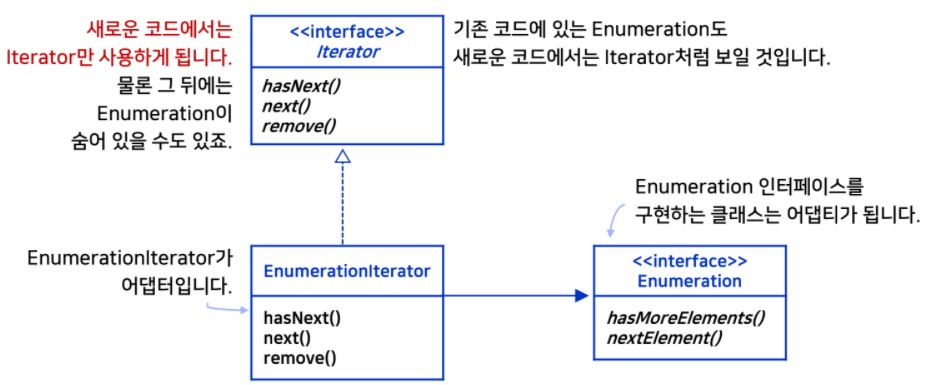 새로운 코드에서는
Iterator만 사용하게 됩니다.
물론 그 뒤에는
Enumeration이
숨어 있을 수도 있죠.
<<interface>>
Iterator
hasNext()
next()
remove()
기존 코드에 있는 Enumeration도
새로운 코드에서는 Iterator처럼 보일 것입니다.
Enumeration 인터페이스를
구현하는 클래스는 어댑티가 됩니다.
EnumerationIterator가
어댑터입니다.
EnumerationIterator
hasNext()
next()
remove()
<<interface>>
Enumeration
hasMoreElements()
nextElement()